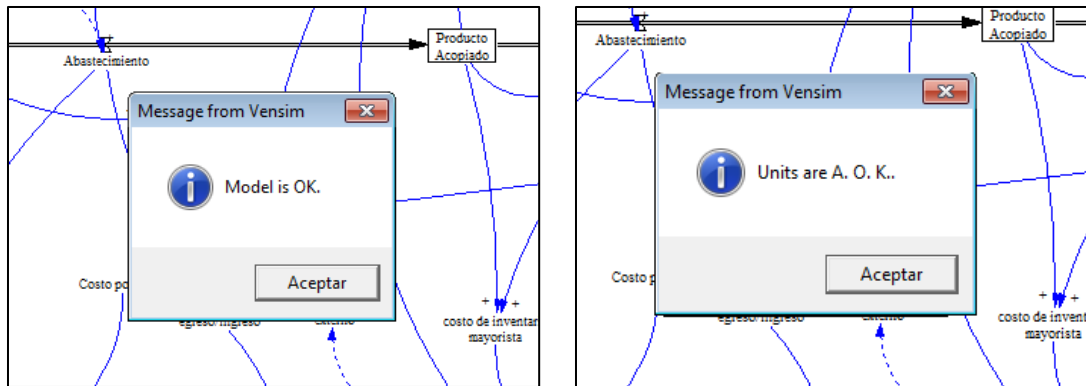 Producto
Acopiado
Abastecimiento
Message from Vensim
Model is OK.
Aceptar
Costo
egreso/ingreso
externo
+ +
costo de inventar
mayorista
+
Producto
Acopiado
Abastecimiento
Message from Vensim
Units are A. O. K..
Aceptar
Costo
egreso/ingreso
externo
+ +
costo de invent
mayorista